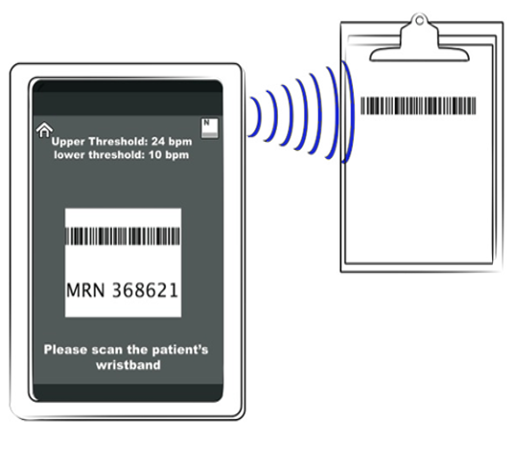 N
Upper Threshold: 24 bpm
lower threshold: 10 bpm
MRN 368621
Please scan the patient's
wristband